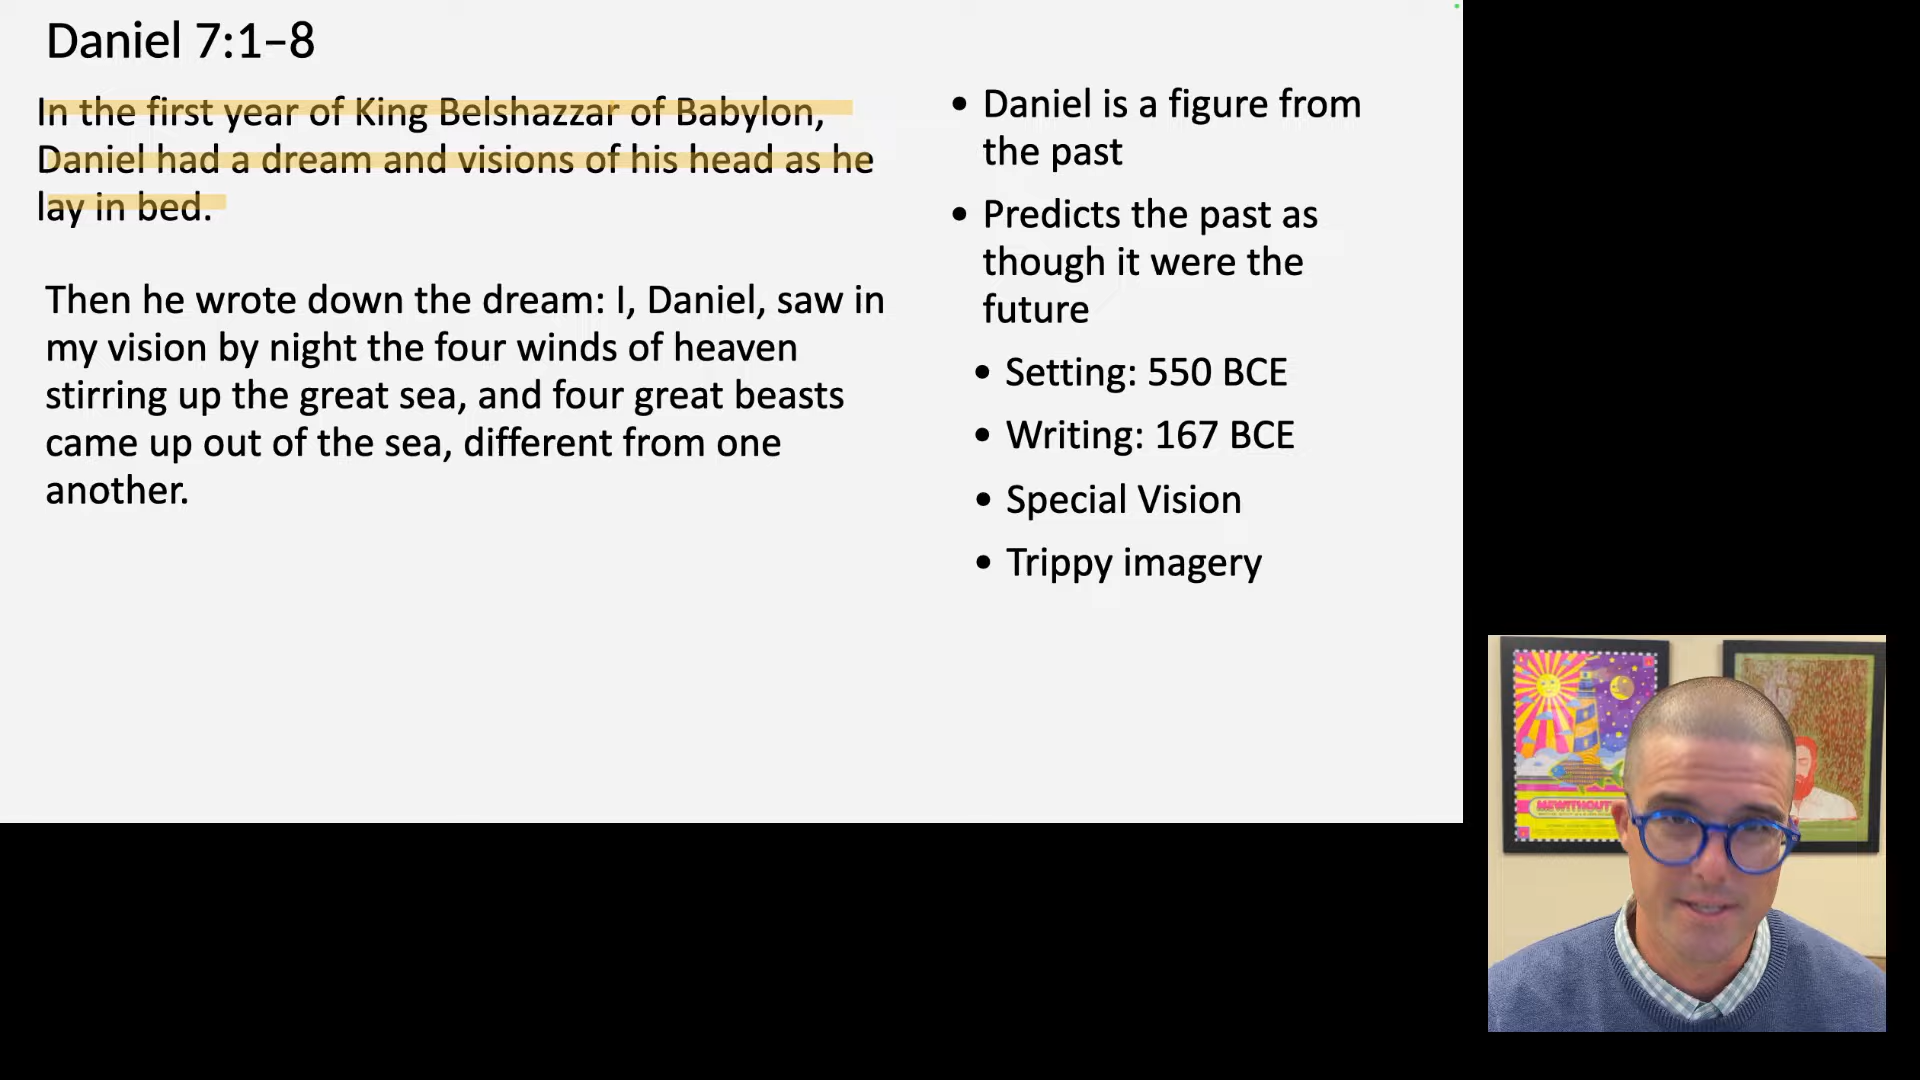 Daniel 7:1–8
In the first year of King Belshazzar of Babylon,
Daniel had a dream and visions of his head as he
lay in bed.
Then he wrote down the dream: I, Daniel, saw in
my vision by night the four winds of heaven
stirring up the great sea, and four great beasts
came up out of the sea, different from one
another.
• Daniel is a figure from
the past
• Predicts the past as
though it were the
future
• Setting: 550 BCE
• Writing: 167 BCE
• Special Vision
• Trippy imagery